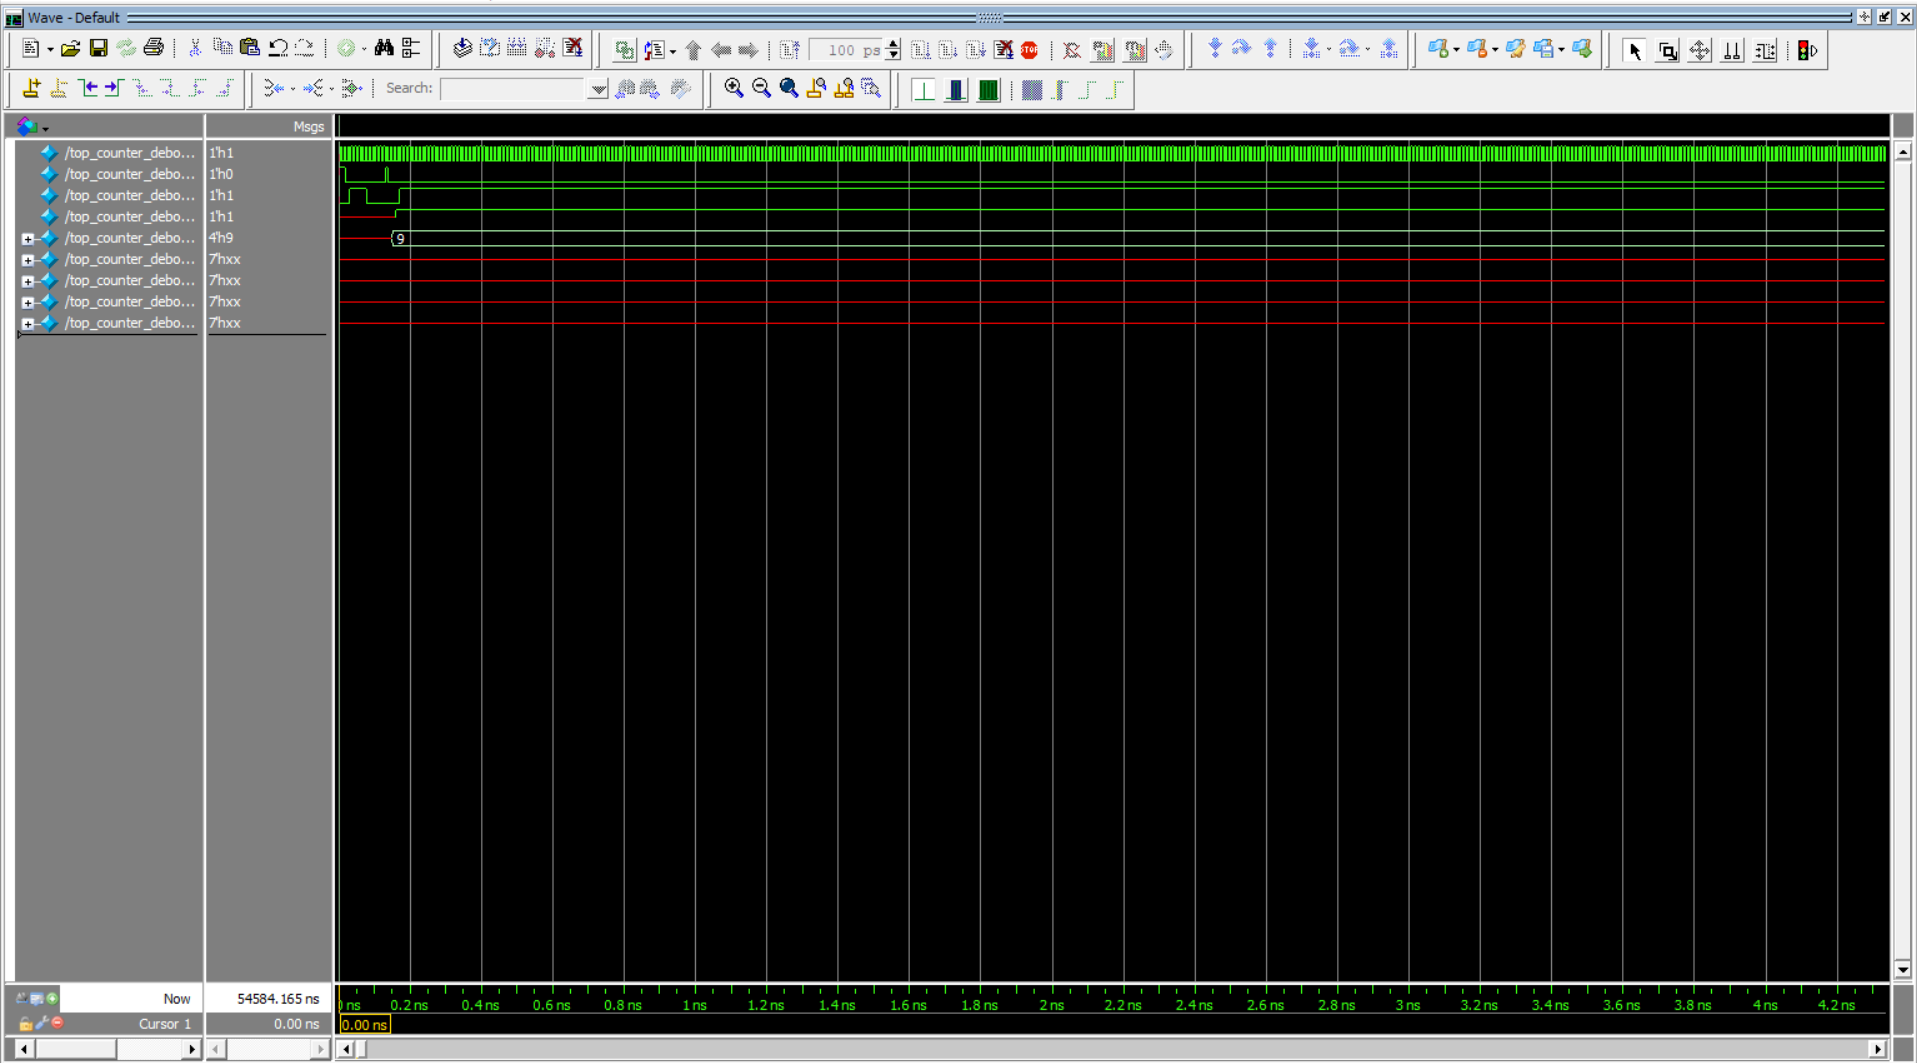 Wave - Default
100 ps
Search:
Msgs
/top_counter_debo... 1'h1
/top_counter_debo... 1'h0
/top_counter_debo... 1'h1
/top_counter_debo... 1'h1
/top_counter_debo... 4'h9 9
/top_counter_debo... 7'hxx
/top_counter_debo... 7'hxx
/top_counter_debo... 7'hxx
/top_counter_debo... 7'hxx
Now 54584.165 ns ns 0.2 ns 0.4 ns 0.6 ns 0.8 ns 1 ns 1.2 ns 1.4 ns 1.6 ns 1.8 ns 2 ns 2.2 ns 2.4 ns 2.6 ns 2.8 ns 3 ns 3.2 ns 3.4 ns 3.6 ns 3.8 ns 4 ns 4.2 ns
Cursor 1 0.00 ns 0.00 ns